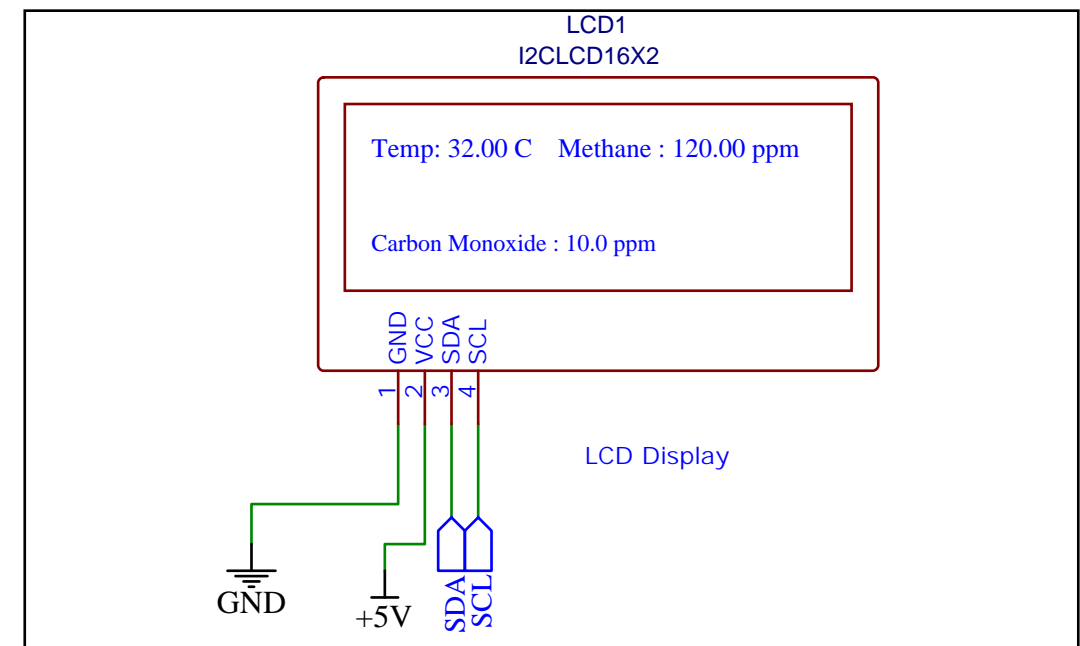 LCD1
I2CLCD16X2
Temp: 32.00 C    Methane : 120.00 ppm
Carbon Monoxide : 10.0 ppm
GND
VCC
SDA
SCL
1
2
3
4
LCD Display
GND
+5V
SDA
SCL